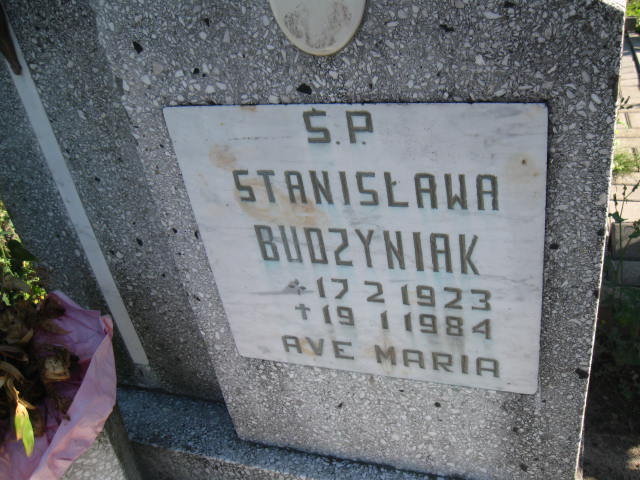 Ś.P.
STANISŁAWA
BUDZYNIAK
* 17 2 1923
† 19 1 1984
AVE MARIA